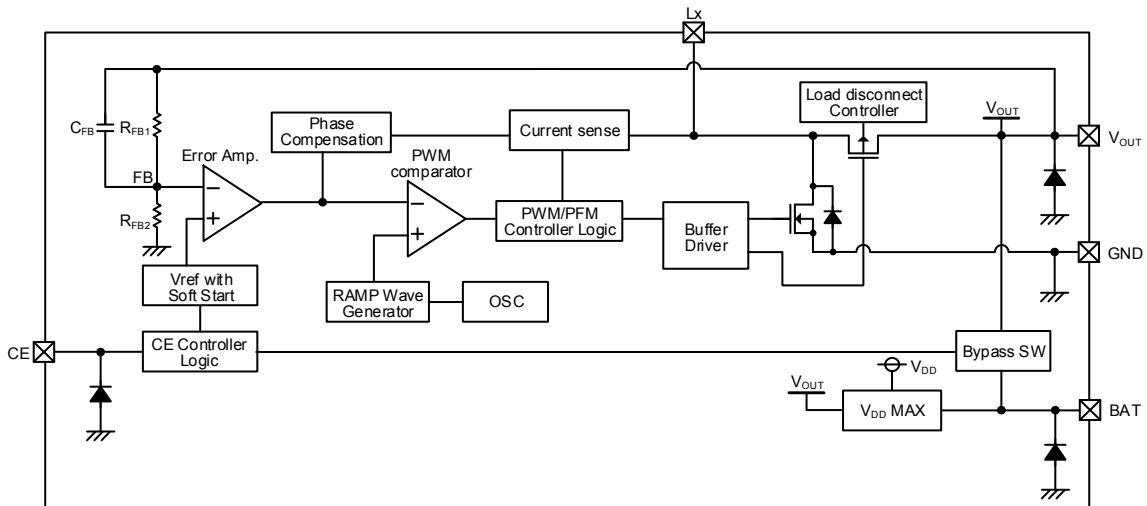 Lx
Load disconnect
Controller
VOUT
CFB
RFB1
Phase
Compensation
Current sense
VOUT
Error Amp.
PWM
comparator
FB
−
−
+
+
RFB2
PWM/PFM
Controller Logic
Buffer
Driver
GND
Vref with
Soft Start
RAMP Wave
Generator
OSC
CE
CE Controller
Logic
Bypass SW
VDD
VOUT
VDD MAX
BAT